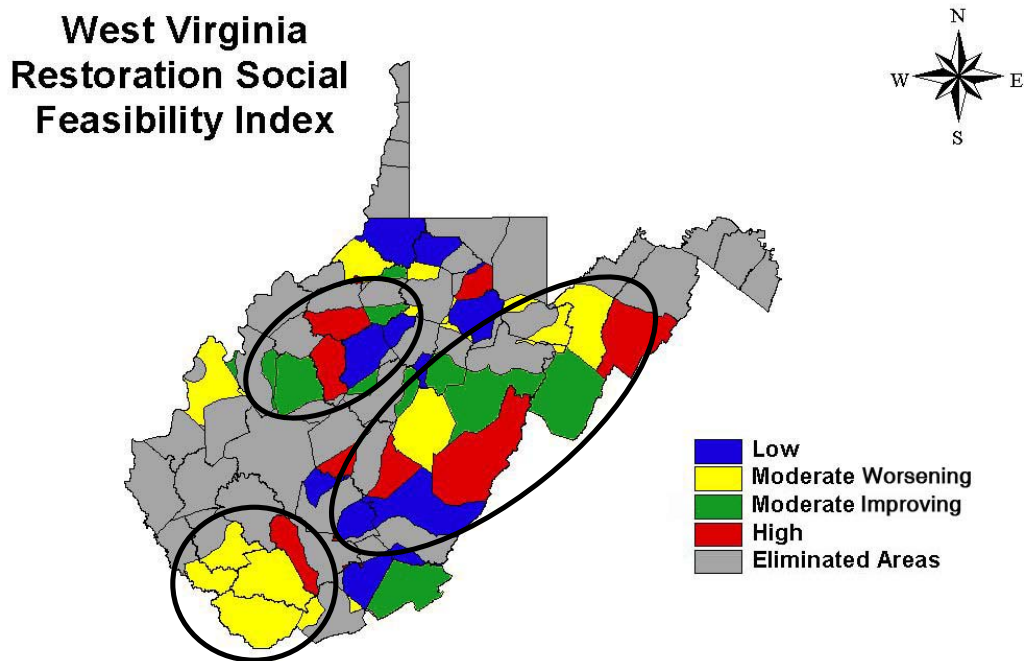 West Virginia
Restoration Social
Feasibility Index
N
W E
S
Low
Moderate Worsening
Moderate Improving
High
Eliminated Areas